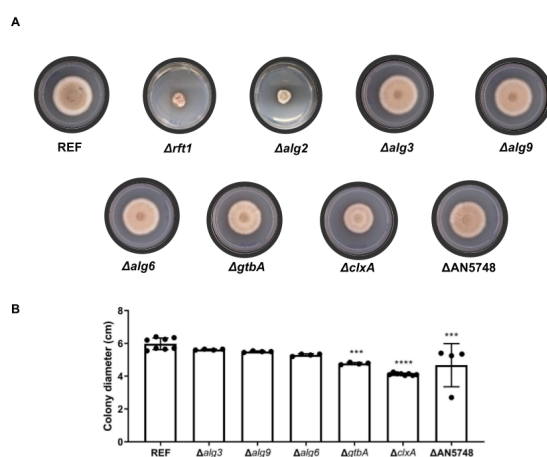 A
REF Δrft1 Δalg2 Δalg3 Δalg9
Δalg6 ΔgtbA ΔclxA ΔAN5748
B
Colony diameter (cm)
8
6
4
2
0
*** **** ***
REF Δalg3 Δalg9 Δalg6 ΔgtbA ΔclxA ΔAN5748